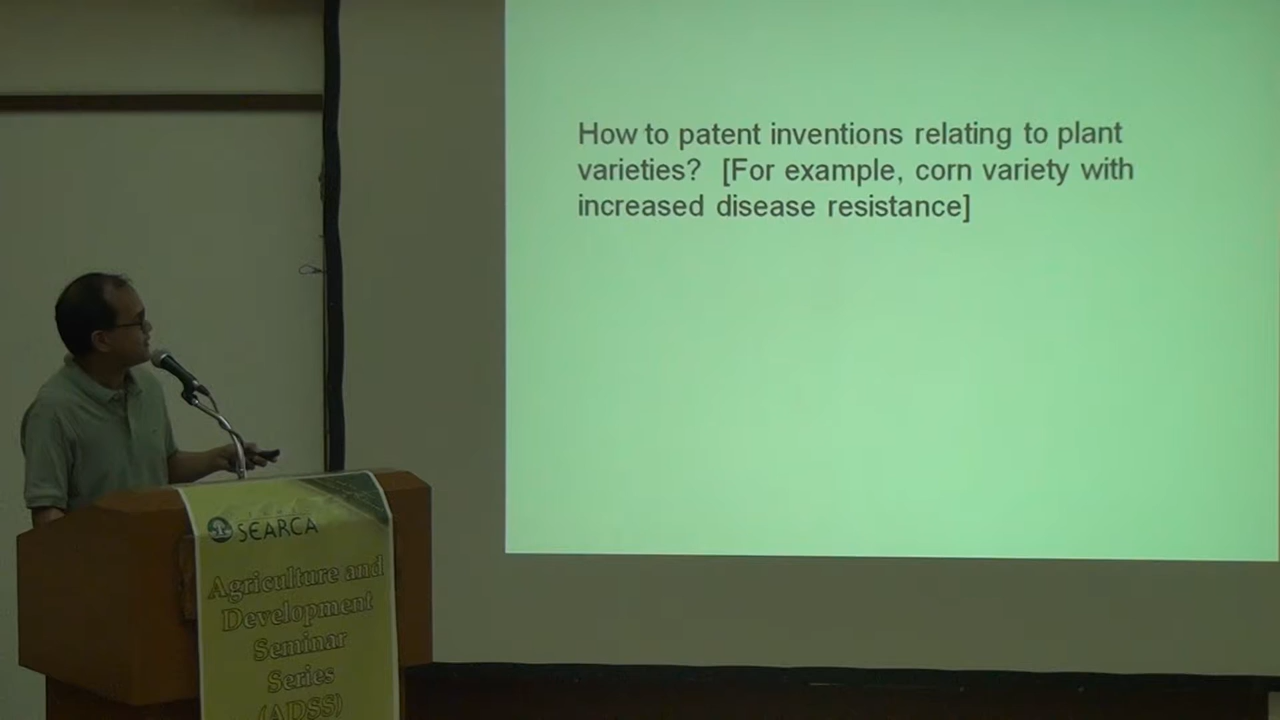 How to patent inventions relating to plant
varieties? [For example, corn variety with
increased disease resistance]
SEARCA
Agriculture and
Development
Seminar
Series
(ADSS)